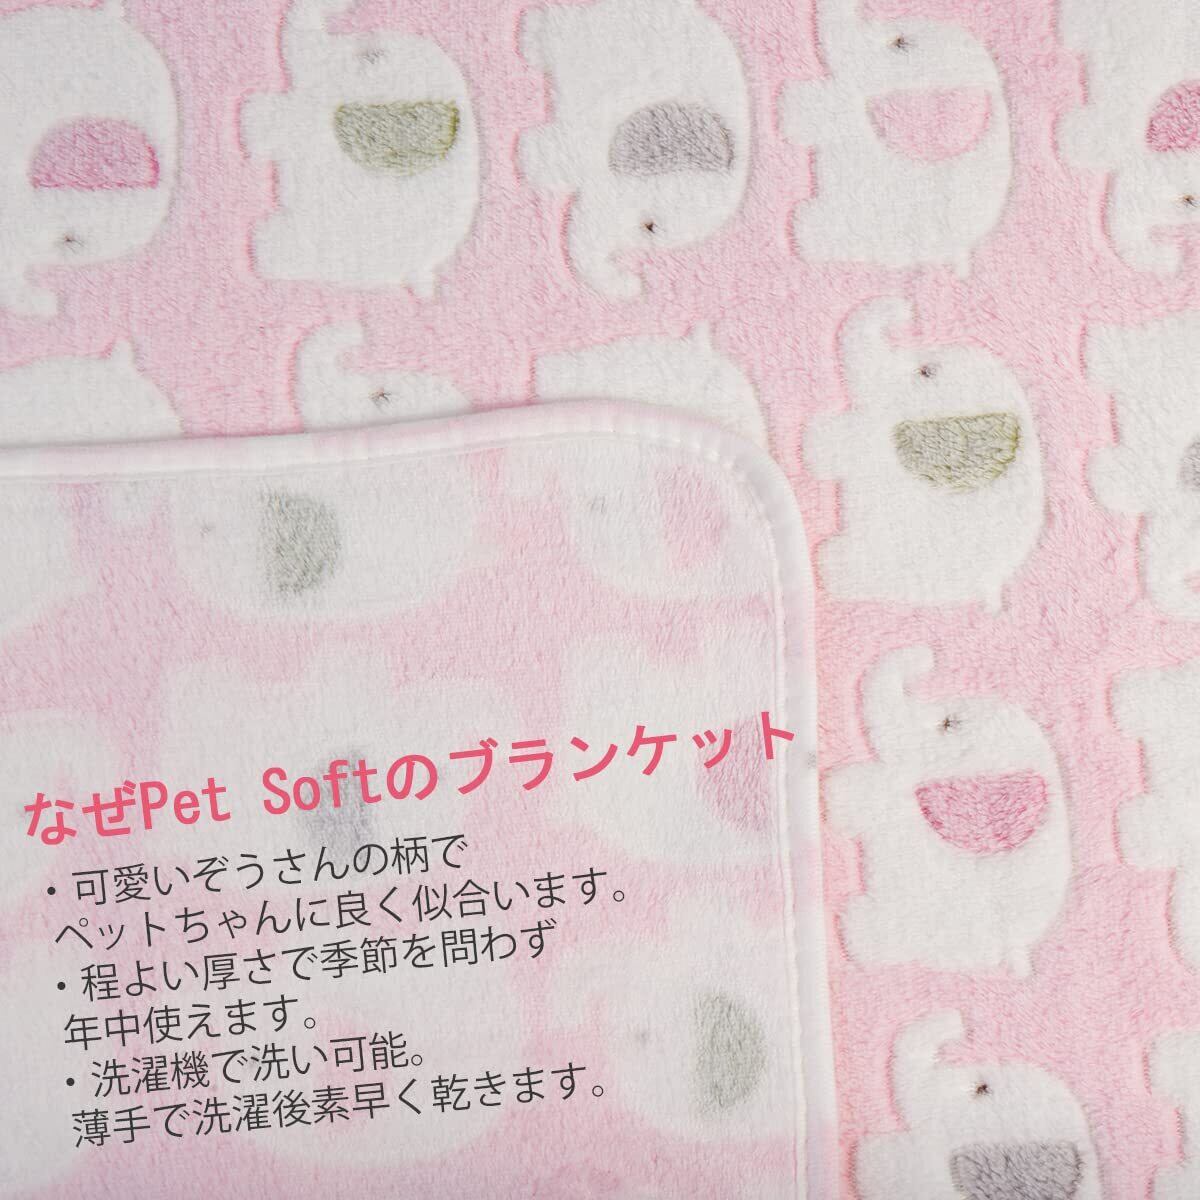 なぜPet Softのブランケット
・可愛いぞうさんの柄で
ペットちゃんに良く似合います。
・程よい厚さで季節を問わず
年中使えます。
・洗濯機で洗い可能。
薄手で洗濯後素早く乾きます。